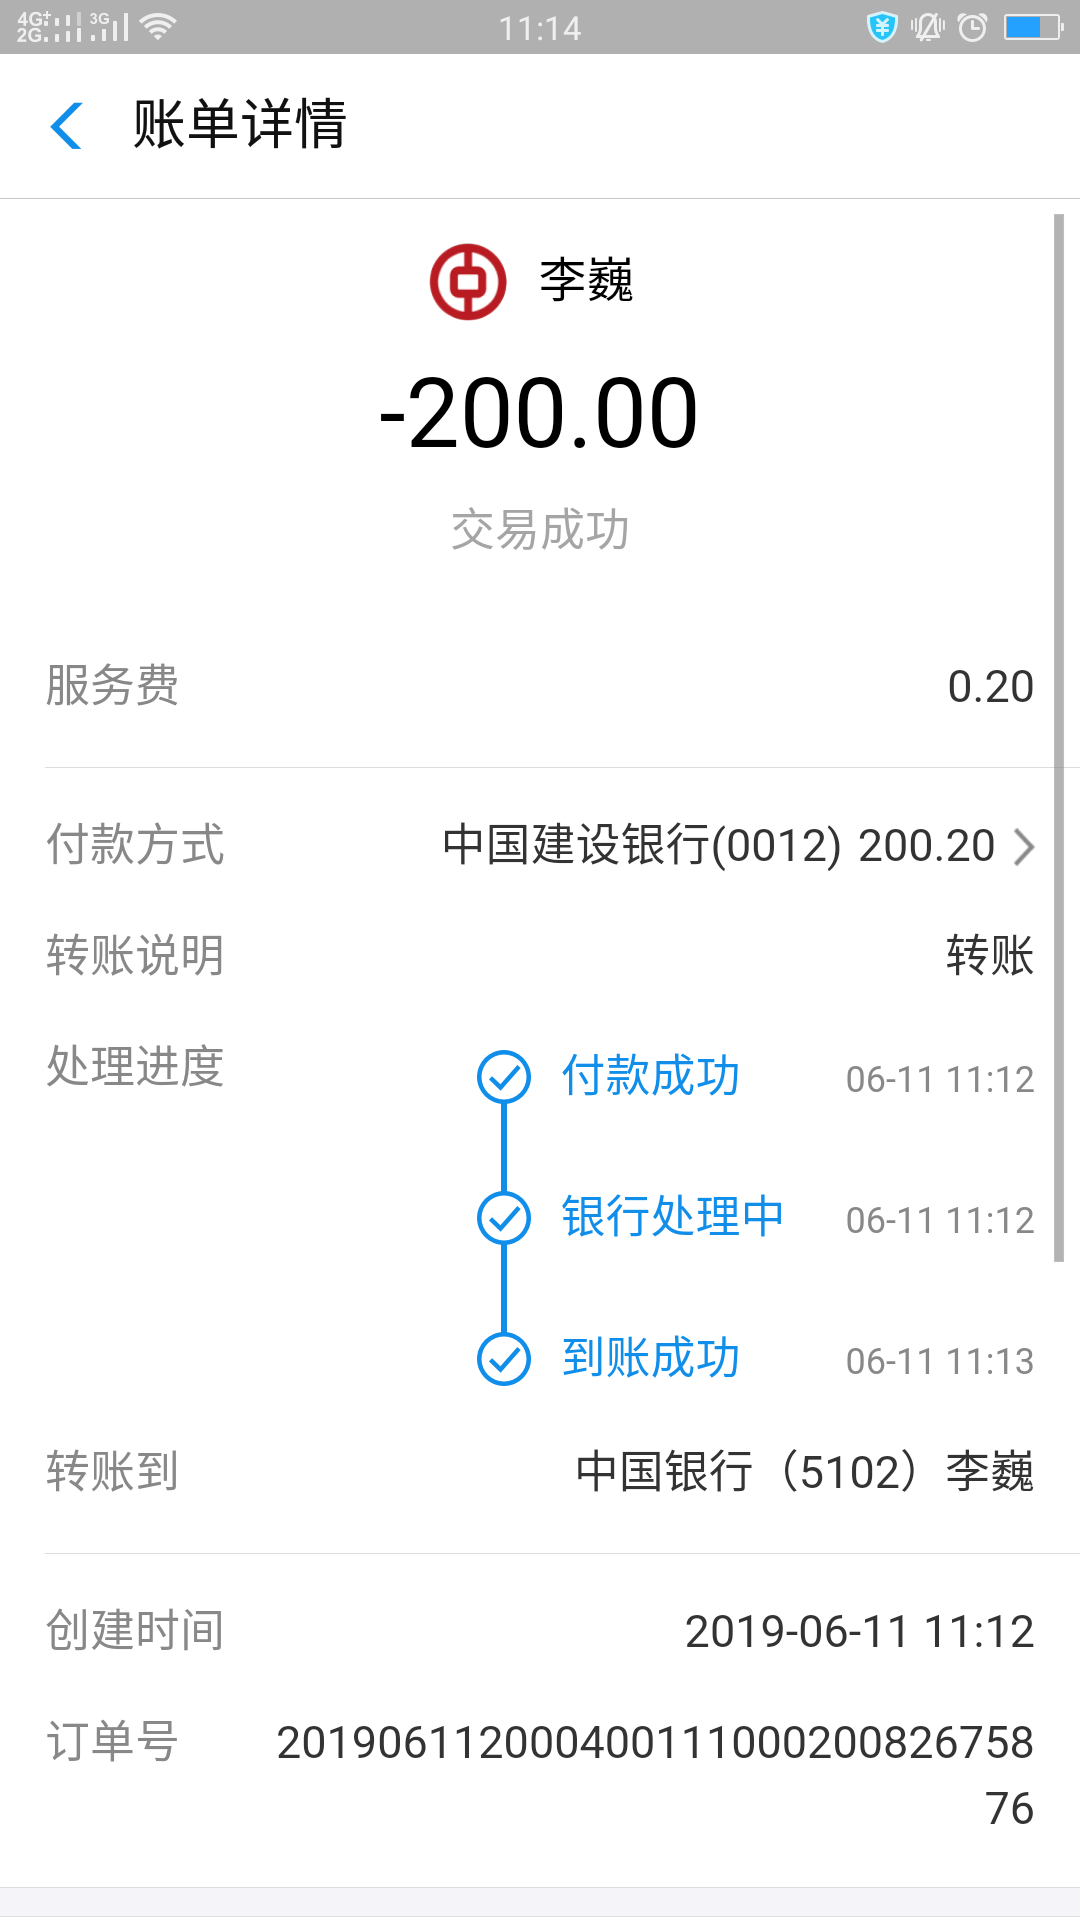 4G+ 2G 3G 11:14
账单详情
李巍
-200.00
交易成功
服务费 0.20
付款方式 中国建设银行(0012) 200.20
转账说明 转账
处理进度 付款成功 06-11 11:12
银行处理中 06-11 11:12
到账成功 06-11 11:13
转账到 中国银行（5102）李巍
创建时间 2019-06-11 11:12
订单号 201906112000400111000200826758
76